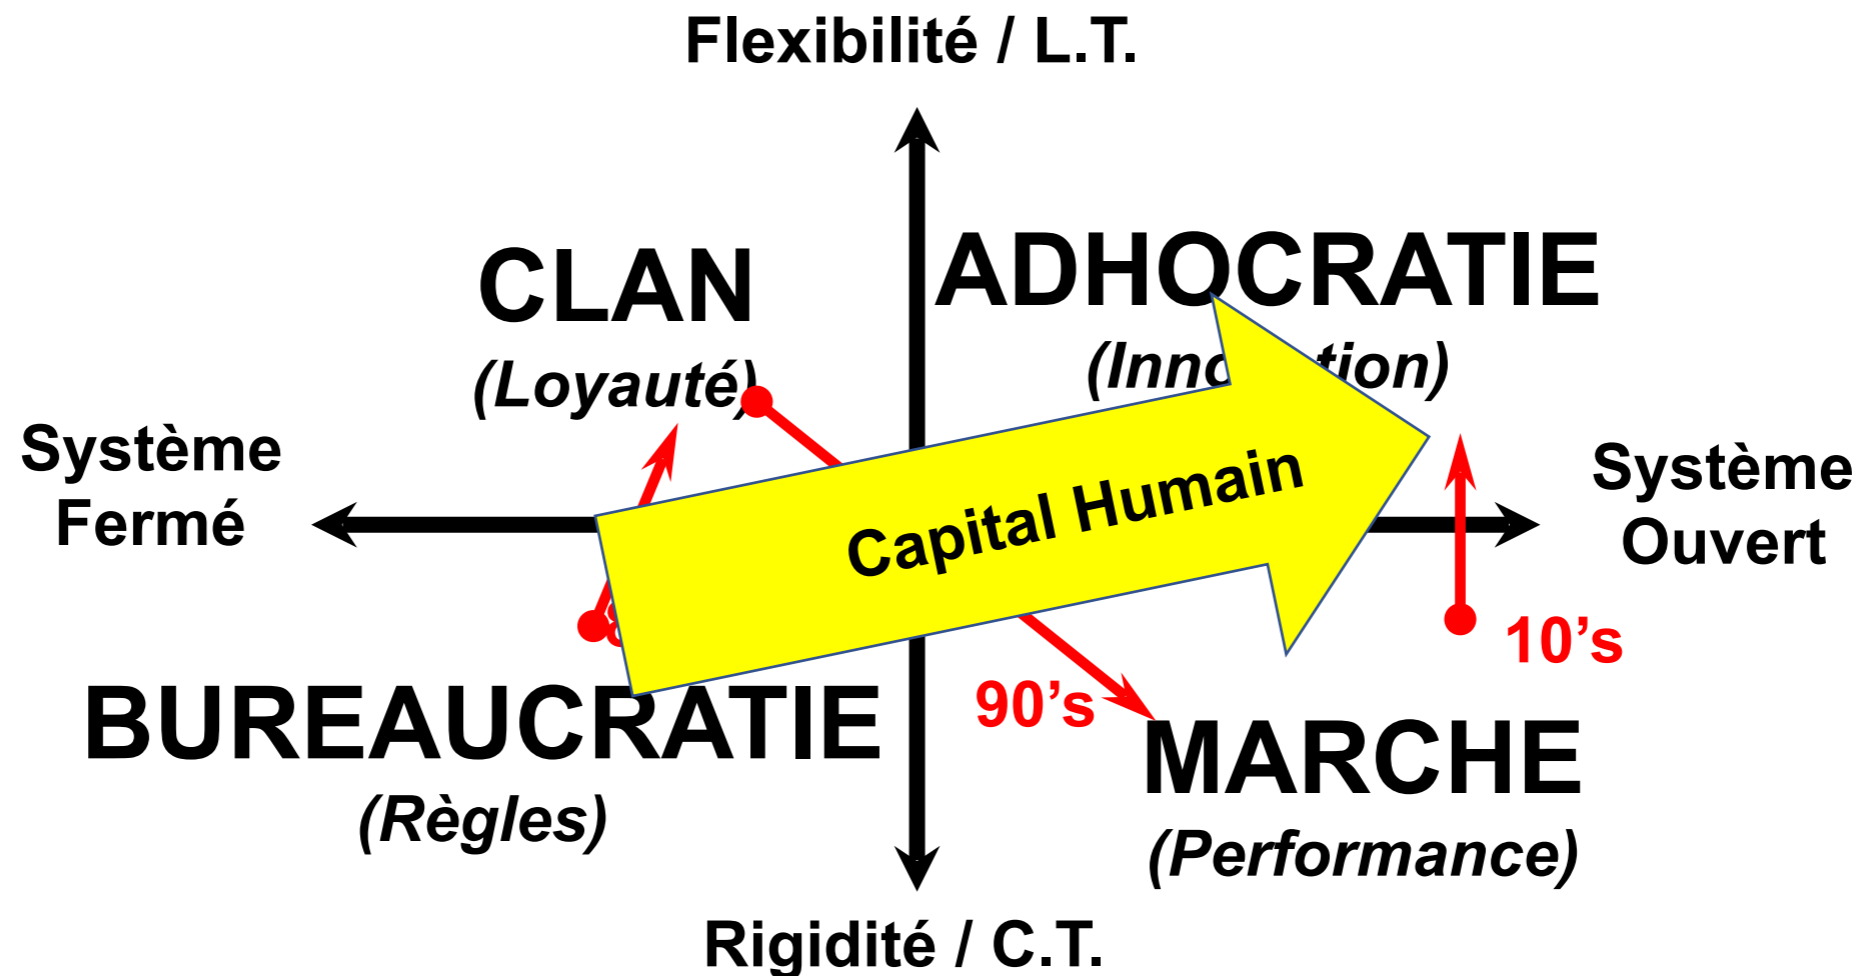 Flexibilité / L.T.
CLAN
(Loyauté)
ADHOCRATIE
Système
Fermé
Capital Humain
Système
Ouvert
10’s
90’s
BUREAUCRATIE
(Règles)
MARCHE
(Performance)
Rigidité / C.T.